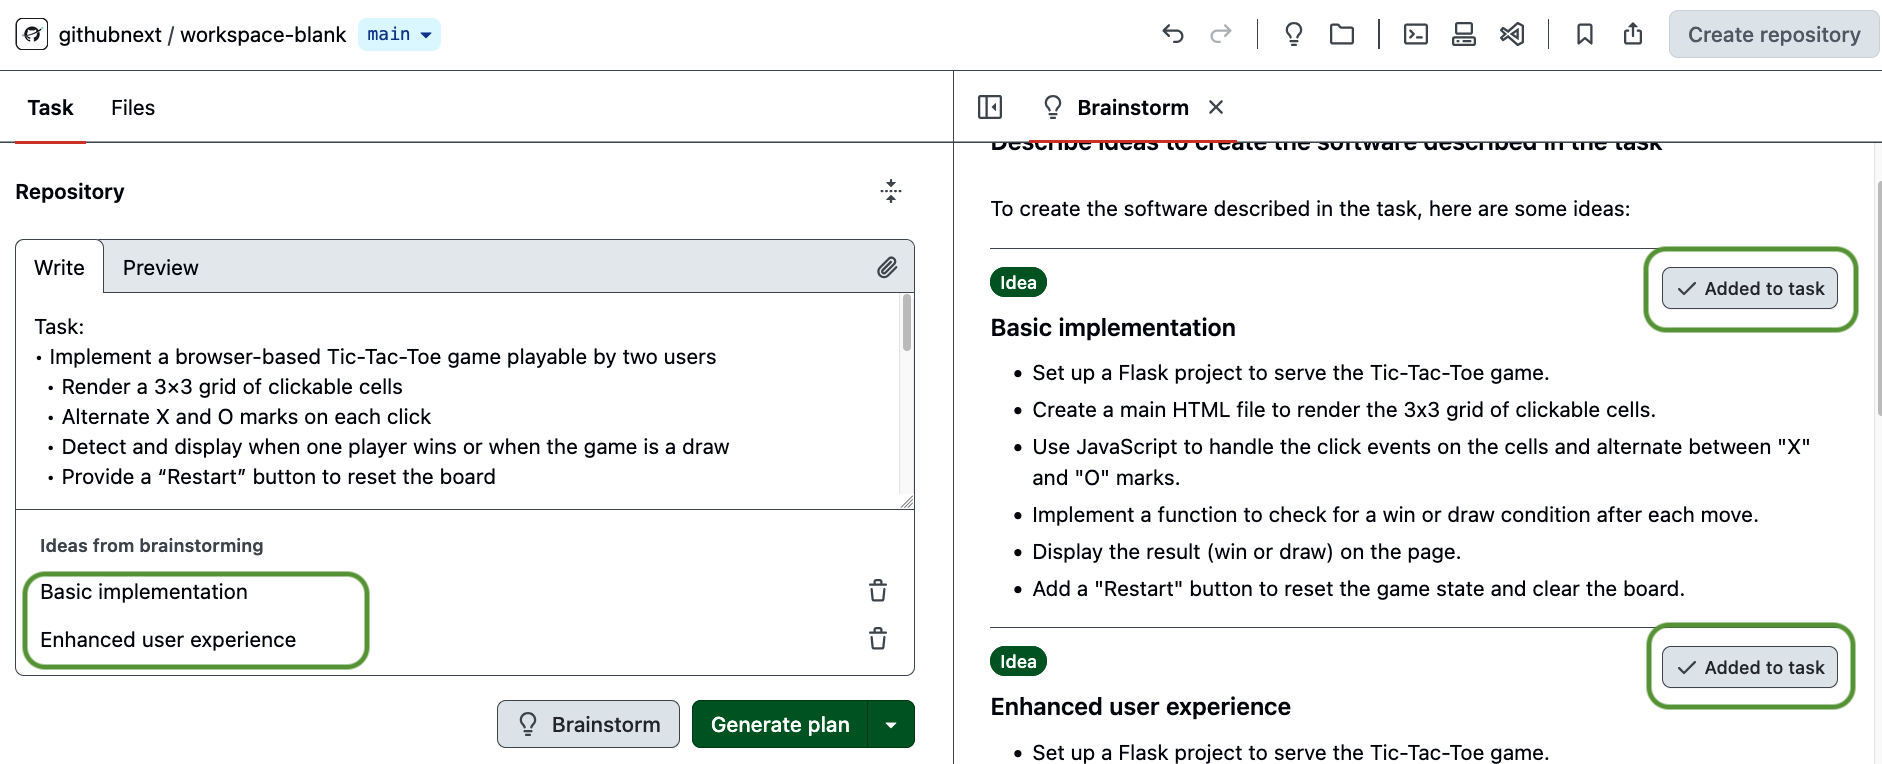 githubnext / workspace-blank main
Create repository
Task Files
Repository
Write Preview
Task:
• Implement a browser-based Tic-Tac-Toe game playable by two users
• Render a 3×3 grid of clickable cells
• Alternate X and O marks on each click
• Detect and display when one player wins or when the game is a draw
• Provide a “Restart” button to reset the board
Ideas from brainstorming
Basic implementation
Enhanced user experience
Brainstorm Generate plan
Brainstorm
Describe ideas to create the software described in the task
To create the software described in the task, here are some ideas:
Idea
Added to task
Basic implementation
• Set up a Flask project to serve the Tic-Tac-Toe game.
• Create a main HTML file to render the 3x3 grid of clickable cells.
• Use JavaScript to handle the click events on the cells and alternate between "X"
and "O" marks.
• Implement a function to check for a win or draw condition after each move.
• Display the result (win or draw) on the page.
• Add a "Restart" button to reset the game state and clear the board.
Idea
Added to task
Enhanced user experience
• Set up a Flask project to serve the Tic-Tac-Toe game.